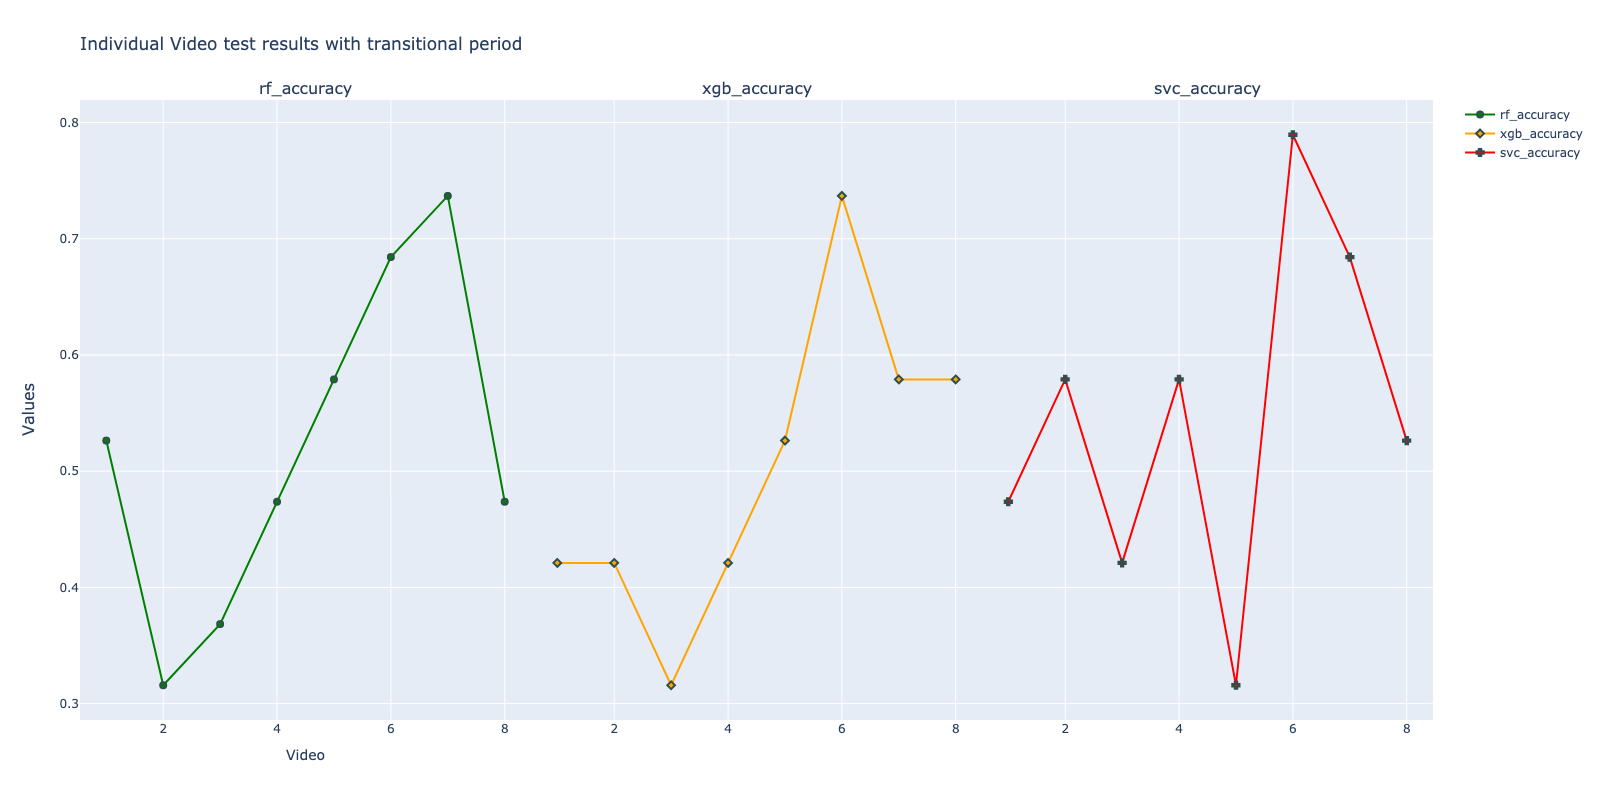 Individual Video test results with transitional period
rf_accuracy
xgb_accuracy
svc_accuracy
rf_accuracy
xgb_accuracy
svc_accuracy
0.8
0.7
0.6
0.5
0.4
0.3
Values
2 4 6 8
2 4 6 8
2 4 6 8
Video